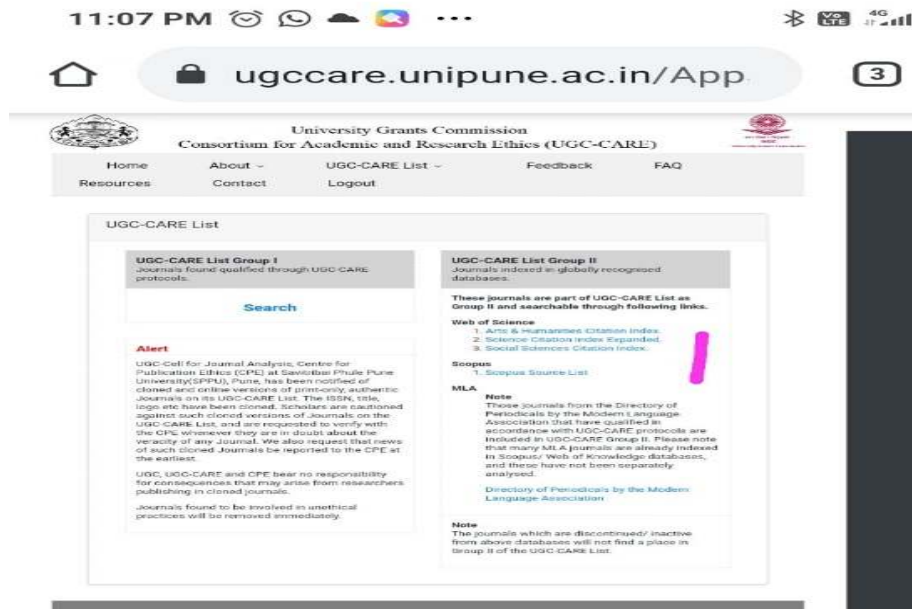 11:07 PM ...
Vo LTE 4G
ugccare.unipune.ac.in/App
3
University Grants Commission
Consortium for Academic and Research Ethics (UGC-CARE)
Home About UGC-CARE List Feedback FAQ
Resources Contact Logout
UGC-CARE List
UGC-CARE List Group I
Journals found qualified through UGC-CARE
protocols.
Search
Alert
UGC-Cell for Journal Analysis, Centre for
Publication Ethics (CPE) at Savitribai Phule Pune
University(SPPU), Pune, has been notified of
cloned and online versions of print-only, authentic
Journals on its UGC-CARE List. The ISSN, title,
logo etc have been cloned. Scholars are cautioned
against such cloned versions of Journals on the
UGC-CARE List, and are requested to verify with
the CPE whenever they are in doubt about the
veracity of any Journal. We also request that news
of such cloned Journals be reported to the CPE at
the earliest.
UGC, UGC-CARE and CPE bear no responsibility
for consequences that may arise from researchers
publishing in cloned journals.
Journals found to be involved in unethical
practices will be removed immediately.
UGC-CARE List Group II
Journals indexed in globally recognised
databases.
These journals are part of UGC-CARE List as
Group II and searchable through following links.
Web of Science
1. Arts & Humanities Citation Index.
2. Science Citation Index Expanded.
3. Social Sciences Citation Index.
Scopus
1. Scopus Source List
MLA
Note
Those journals from the Directory of
Periodicals by the Modern Language
Association that have qualified in
accordance with UGC-CARE protocols are
included in UGC-CARE Group II. Please note
that many MLA journals are already indexed
in Scopus/ Web of Knowledge databases,
and these have not been separately
analysed.
Directory of Periodicals by the Modern
Language Association
Note
The journals which are discontinued/ inactive
from above databases will not find a place in
Group II of the UGC-CARE List.